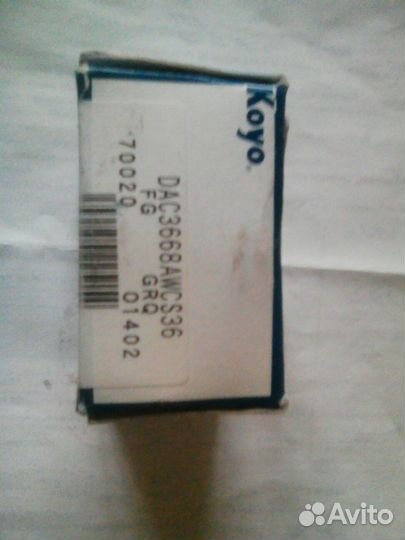 Koyo
DAC3668AWCS36
FG GRQ
70020 01402
Avito